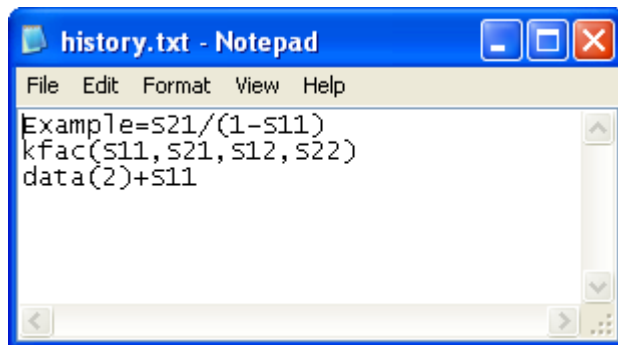 history.txt - Notepad
File Edit Format View Help
Example=S21/(1-S11)
kfac(S11,S21,S12,S22)
data(2)+S11